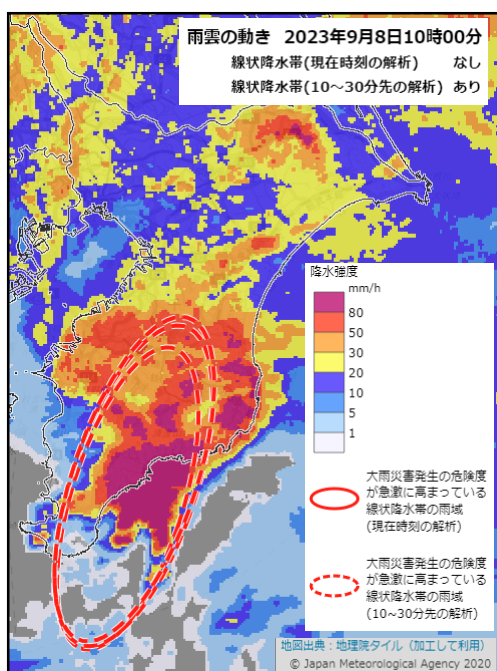 雨雲の動き 2023年9月8日10時00分
線状降水帯(現在時刻の解析) なし
線状降水帯(10～30分先の解析) あり
降水強度
mm/h
80
50
30
20
10
5
1
大雨災害発生の危険度
が急激に高まっている
線状降水帯の雨域
(現在時刻の解析)
大雨災害発生の危険度
が急激に高まっている
線状降水帯の雨域
(10～30分先の解析)
地図出典：地理院タイル（加工して利用）
© Japan Meteorological Agency 2020